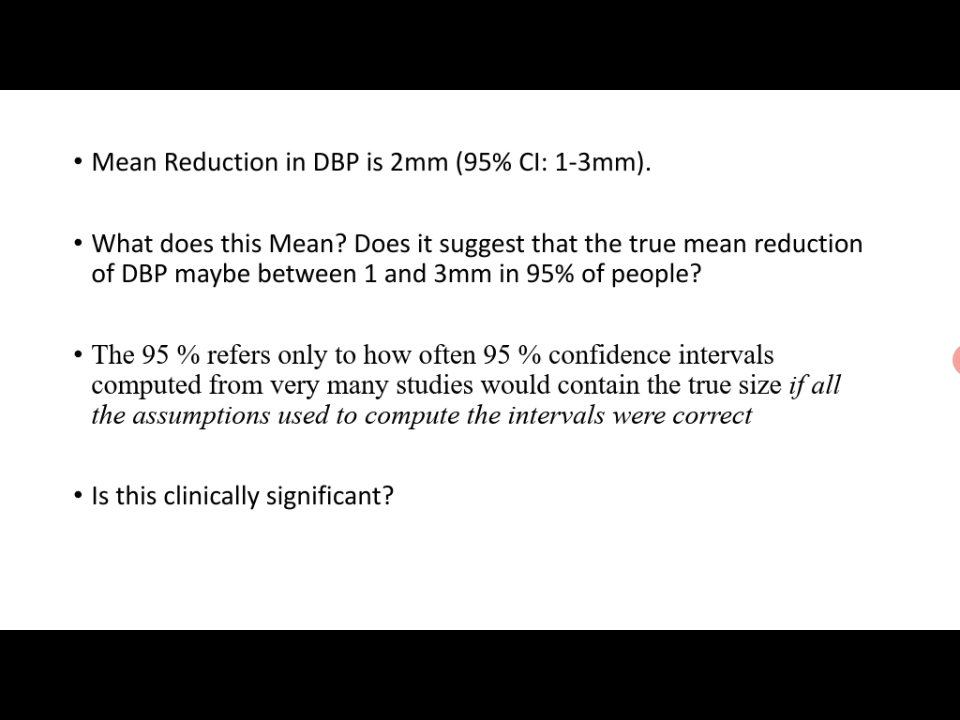 • Mean Reduction in DBP is 2mm (95% CI: 1-3mm).
• What does this Mean? Does it suggest that the true mean reduction
of DBP maybe between 1 and 3mm in 95% of people?
• The 95 % refers only to how often 95 % confidence intervals
computed from very many studies would contain the true size if all
the assumptions used to compute the intervals were correct
• Is this clinically significant?